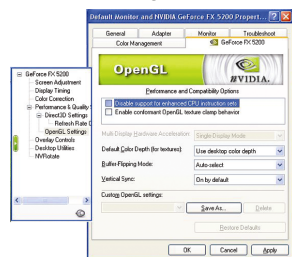 Default Monitor and NVIDIA GeForce FX 5200 Propert...
General
Adapter
Monitor
Troubleshoot
Color Management
GeForce FX 5200
GeForce FX 5200
Screen Adjustment
Display Timing
Color Correction
Performance & Quality S
Direct3D Settings
Refresh Rate O
OpenGL Settings
Overlay Controls
Desktop Utilities
NVRotate
OpenGL
NVIDIA.
Performance and Compatibility Options
Disable support for enhanced CPU instruction sets
Enable conformant OpenGL texture clamp behavior
Multi-Display Hardware Acceleration:
Single Display Mode
Default Color Depth (for textures):
Use desktop color depth
Buffer-Flipping Mode:
Auto-select
Vertical Sync:
On by default
Custom OpenGL settings:
Save As...
Delete
Restore Defaults
OK
Cancel
Apply